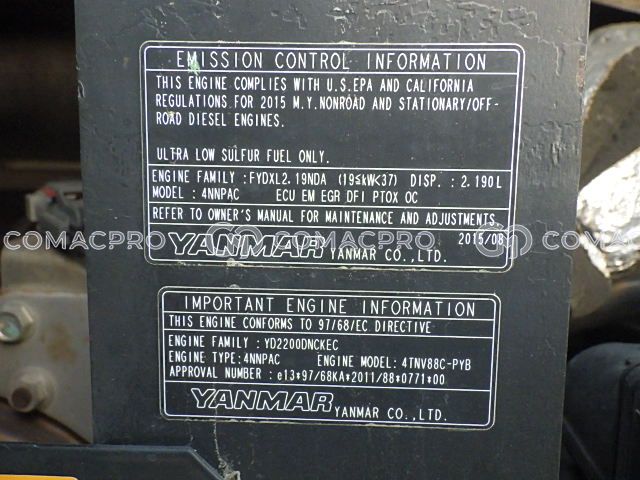 EMISSION CONTROL INFORMATION
THIS ENGINE COMPLIES WITH U.S.EPA AND CALIFORNIA
REGULATIONS FOR 2015 M.Y.NONROAD AND STATIONARY/OFF-
ROAD DIESEL ENGINES.
ULTRA LOW SULFUR FUEL ONLY.
ENGINE FAMILY :FYDXL2.19NDA (19≤kW<37) DISP. : 2.190L
MODEL : 4NNPAC ECU EM EGR DFI PTOX OC
REFER TO OWNER'S MANUAL FOR MAINTENANCE AND ADJUSTMENTS.
2015/08
YANMAR YANMAR CO.,LTD.
COMACPRO COMACPRO COMAC
IMPORTANT ENGINE INFORMATION
THIS ENGINE CONFORMS TO 97/68/EC DIRECTIVE
ENGINE FAMILY : YD2200DNCKEC
ENGINE TYPE:4NNPAC ENGINE MODEL: 4TNV88C-PYB
APPROVAL NUMBER : e13*97/68KA*2011/88*0771*00
YANMAR YANMAR CO.,LTD.